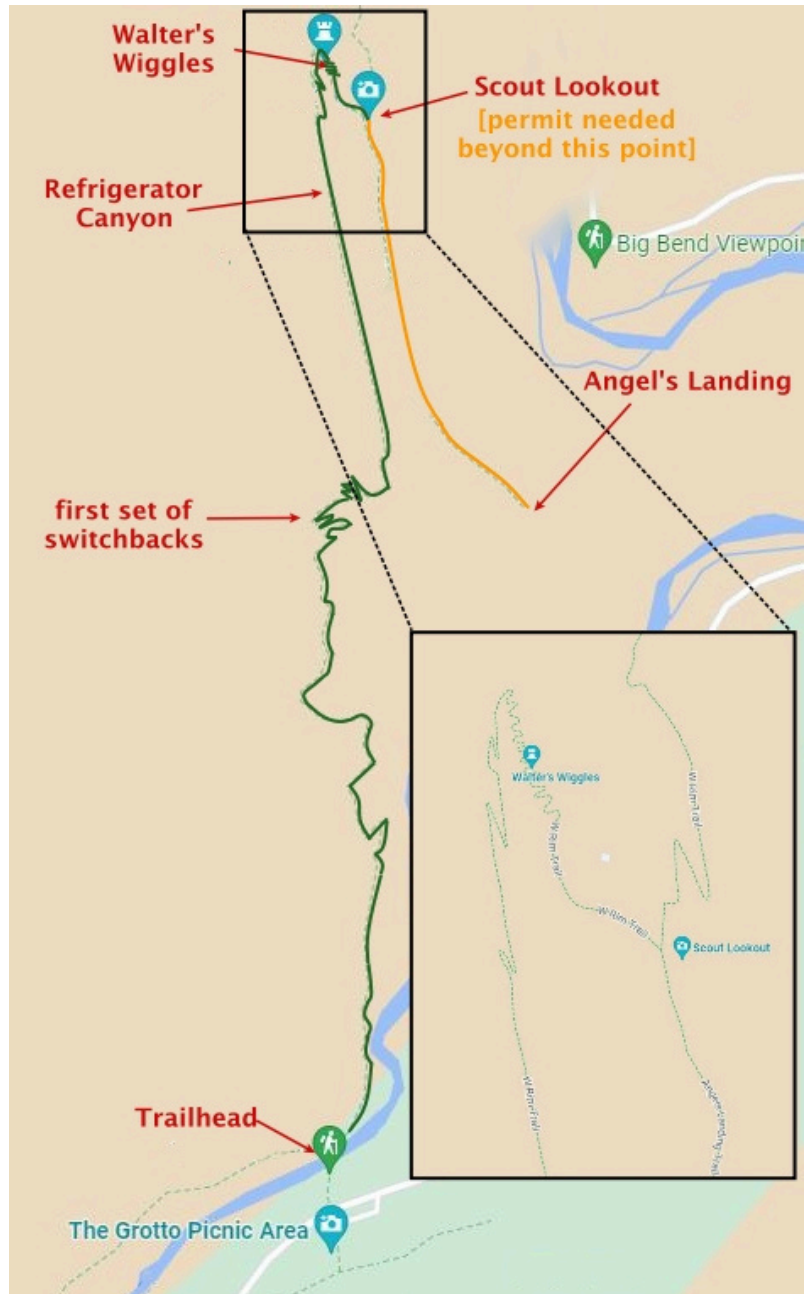 Walter's
Wiggles
Scout Lookout
[permit needed
beyond this point]
Refrigerator
Canyon
Big Bend Viewpoin
Angel's Landing
first set of
switchbacks
W Rim Trail
Walter's Wiggles
W Rim Trail
W Rim Trail
Scout Lookout
W Rim Trail
Angels Landing Trail
Trailhead
The Grotto Picnic Area